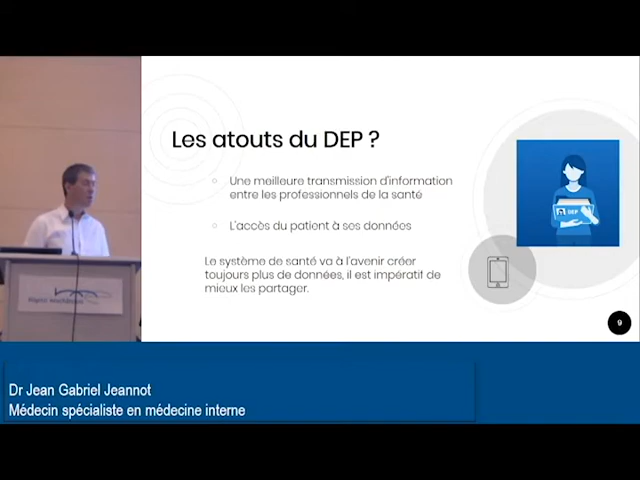 Les atouts du DEP ?
Une meilleure transmission d'information
entre les professionnels de la santé
L'accès du patient à ses données
Le système de santé va à l'avenir créer
toujours plus de données, il est impératif de
mieux les partager.
DEP
9
Dr Jean Gabriel Jeannot
Médecin spécialiste en médecine interne